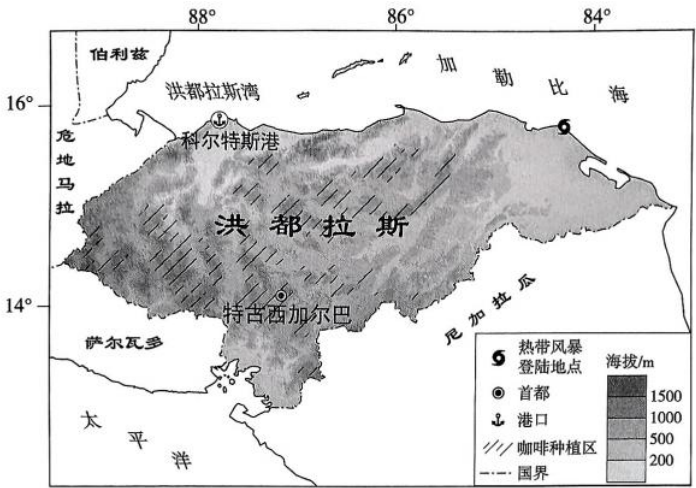 88° 86° 84°
伯利兹
加勒比海
洪都拉斯湾
16°
科尔特斯港
危地马拉
洪都拉斯
14°
特古西加尔巴
尼加拉瓜
萨尔瓦多
太平洋
热带风暴
登陆地点
首都
港口
咖啡种植区
国界
海拔/m
1500
1000
500
200